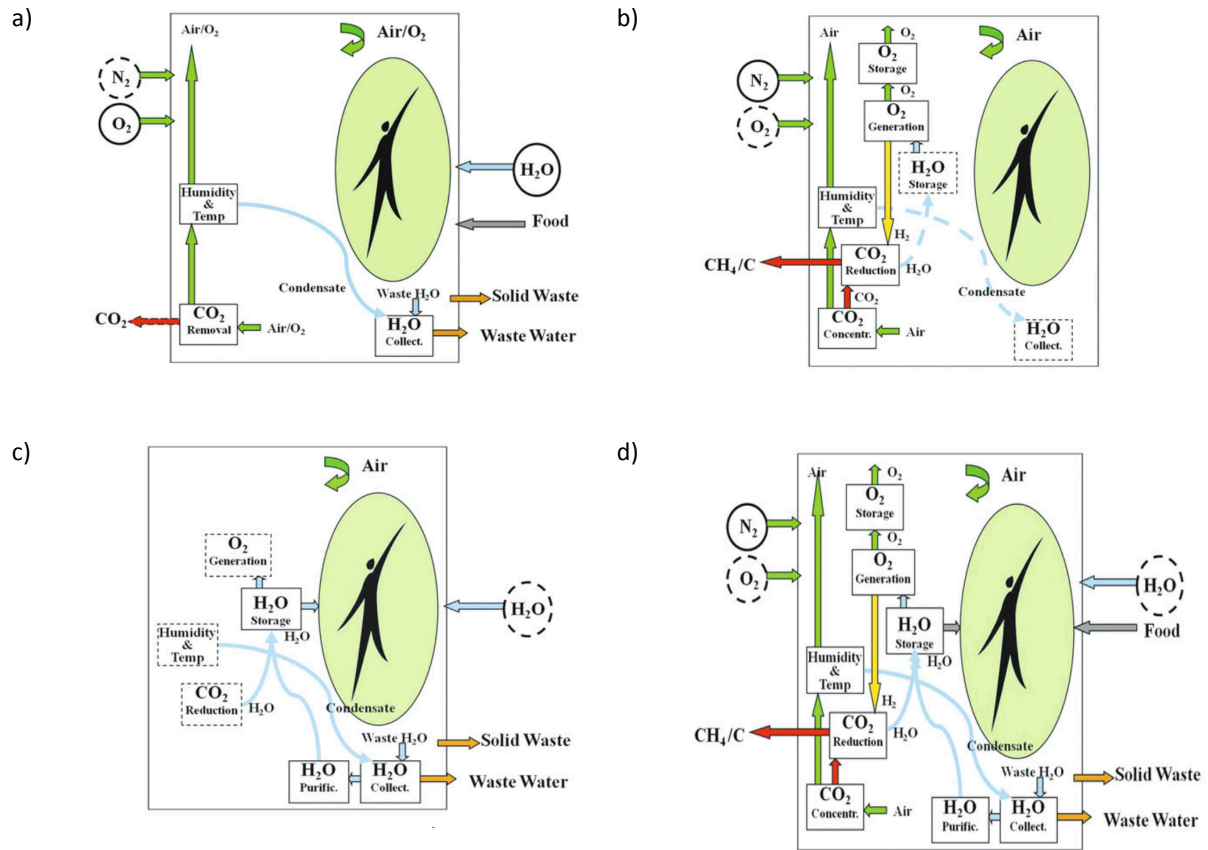 a)
Air/O₂
Air/O₂
N₂
O₂
H₂O
Humidity
&
Temp
Food
Condensate
Waste H₂O
Solid Waste
CO₂
CO₂
Removal
Air/O₂
H₂O
Collect.
Waste Water
b)
O₂
Air
Air
O₂
Storage
N₂
O₂
O₂
O₂
Generation
H₂O
Storage
Humidity
&
Temp
H₂
CO₂
Reduction
H₂O
CH₄/C
Condensate
CO₂
CO₂
Concentr.
Air
H₂O
Collect.
c)
Air
O₂
Generation
H₂O
Storage
H₂O
H₂O
Humidity
&
Temp
CO₂
Reduction
H₂O
Condensate
Waste H₂O
Solid Waste
H₂O
Purific.
H₂O
Collect.
Waste Water
d)
O₂
Air
Air
O₂
Storage
N₂
O₂
O₂
O₂
Generation
H₂O
H₂O
Storage
Food
H₂O
Humidity
&
Temp
H₂
CO₂
Reduction
H₂O
CH₄/C
Condensate
Waste H₂O
Solid Waste
CO₂
Concentr.
Air
H₂O
Purific.
H₂O
Collect.
Waste Water